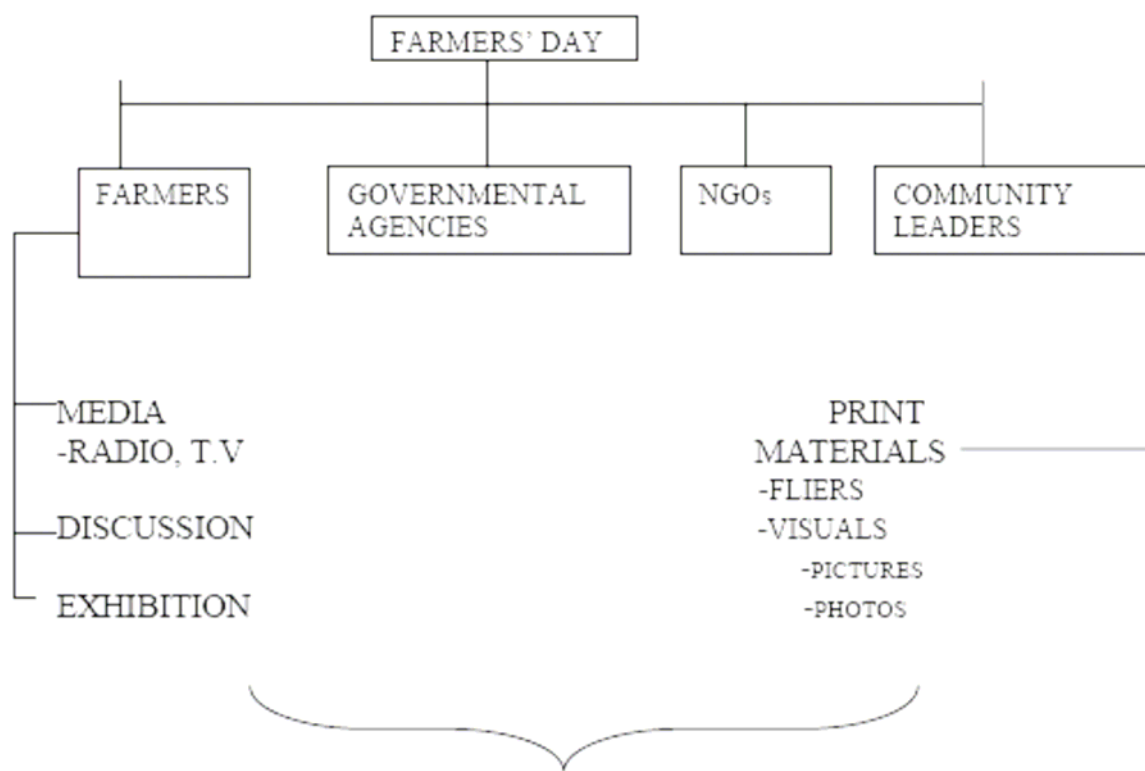 FARMERS’ DAY
FARMERS
GOVERNMENTAL
AGENCIES
NGOs
COMMUNITY
LEADERS
MEDIA
-RADIO, T.V
DISCUSSION
EXHIBITION
PRINT
MATERIALS
-FLIERS
-VISUALS
-PICTURES
-PHOTOS